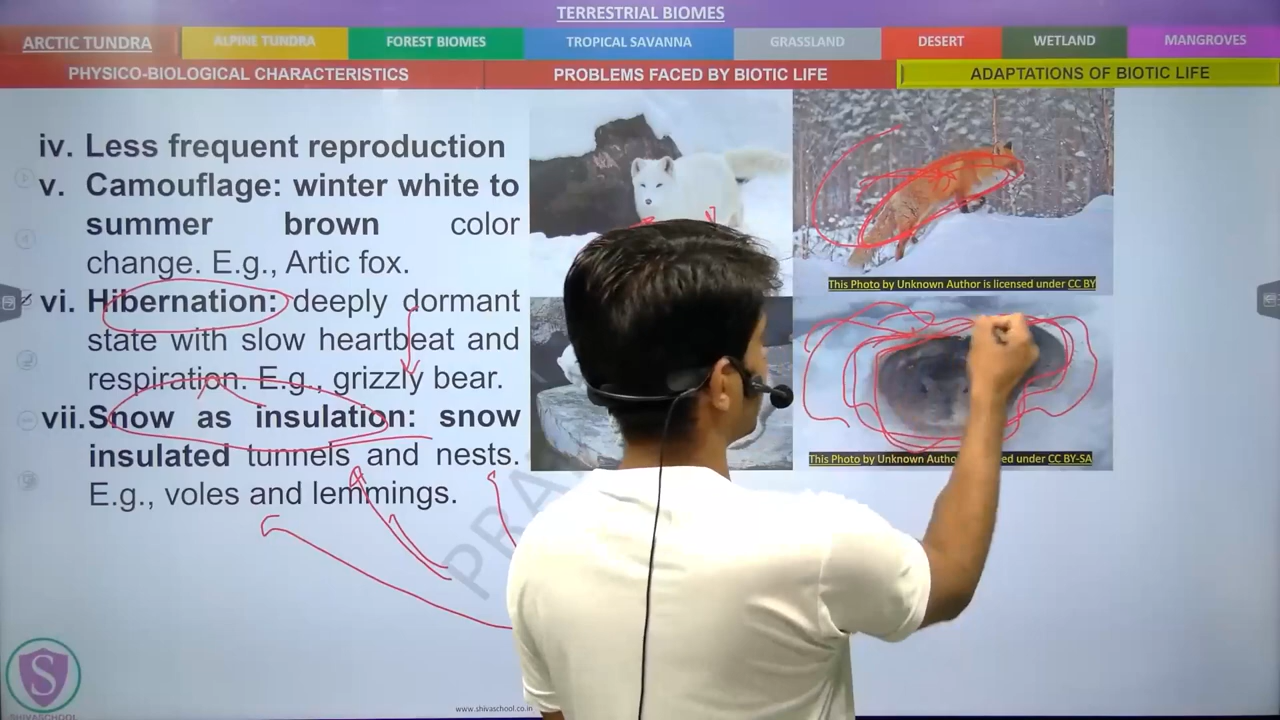 TERRESTRIAL BIOMES
ARCTIC TUNDRA
ALPINE TUNDRA
FOREST BIOMES
TROPICAL SAVANNA
GRASSLAND
DESERT
WETLAND
MANGROVES
PHYSICO-BIOLOGICAL CHARACTERISTICS
PROBLEMS FACED BY BIOTIC LIFE
ADAPTATIONS OF BIOTIC LIFE
iv. Less frequent reproduction
v. Camouflage: winter white to
summer brown color
change. E.g., Artic fox.
vi. Hibernation: deeply dormant
state with slow heartbeat and
respiration. E.g., grizzly bear.
vii. Snow as insulation: snow
insulated tunnels and nests.
E.g., voles and lemmings.
This Photo by Unknown Author is licensed under CC BY
This Photo by Unknown under CC BY-SA
S
SHIVASCHOOL
www.shivaschool.co.in